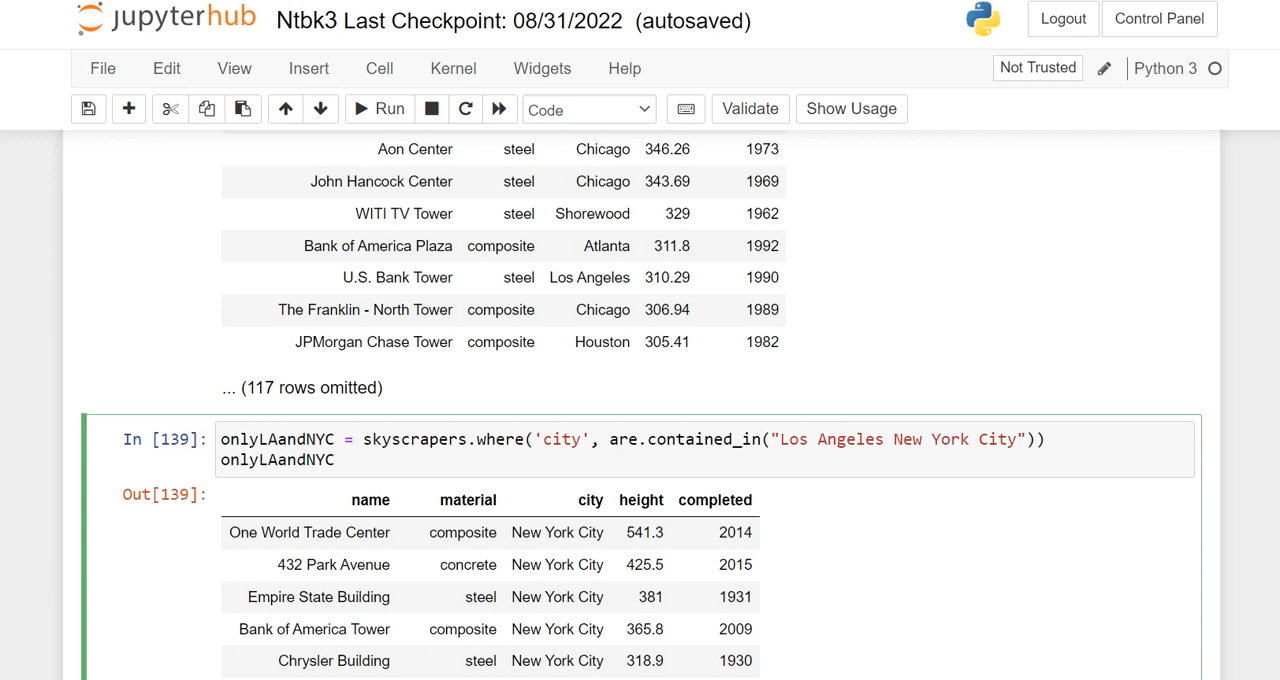 jupyterhub Ntbk3 Last Checkpoint: 08/31/2022 (autosaved) Logout Control Panel
File Edit View Insert Cell Kernel Widgets Help Not Trusted Python 3
Run Code Validate Show Usage
Aon Center steel Chicago 346.26 1973
John Hancock Center steel Chicago 343.69 1969
WITI TV Tower steel Shorewood 329 1962
Bank of America Plaza composite Atlanta 311.8 1992
U.S. Bank Tower steel Los Angeles 310.29 1990
The Franklin - North Tower composite Chicago 306.94 1989
JPMorgan Chase Tower composite Houston 305.41 1982
... (117 rows omitted)
In [139]: onlyLAandNYC = skyscrapers.where('city', are.contained_in("Los Angeles New York City"))
onlyLAandNYC
Out[139]: name material city height completed
One World Trade Center composite New York City 541.3 2014
432 Park Avenue concrete New York City 425.5 2015
Empire State Building steel New York City 381 1931
Bank of America Tower composite New York City 365.8 2009
Chrysler Building steel New York City 318.9 1930